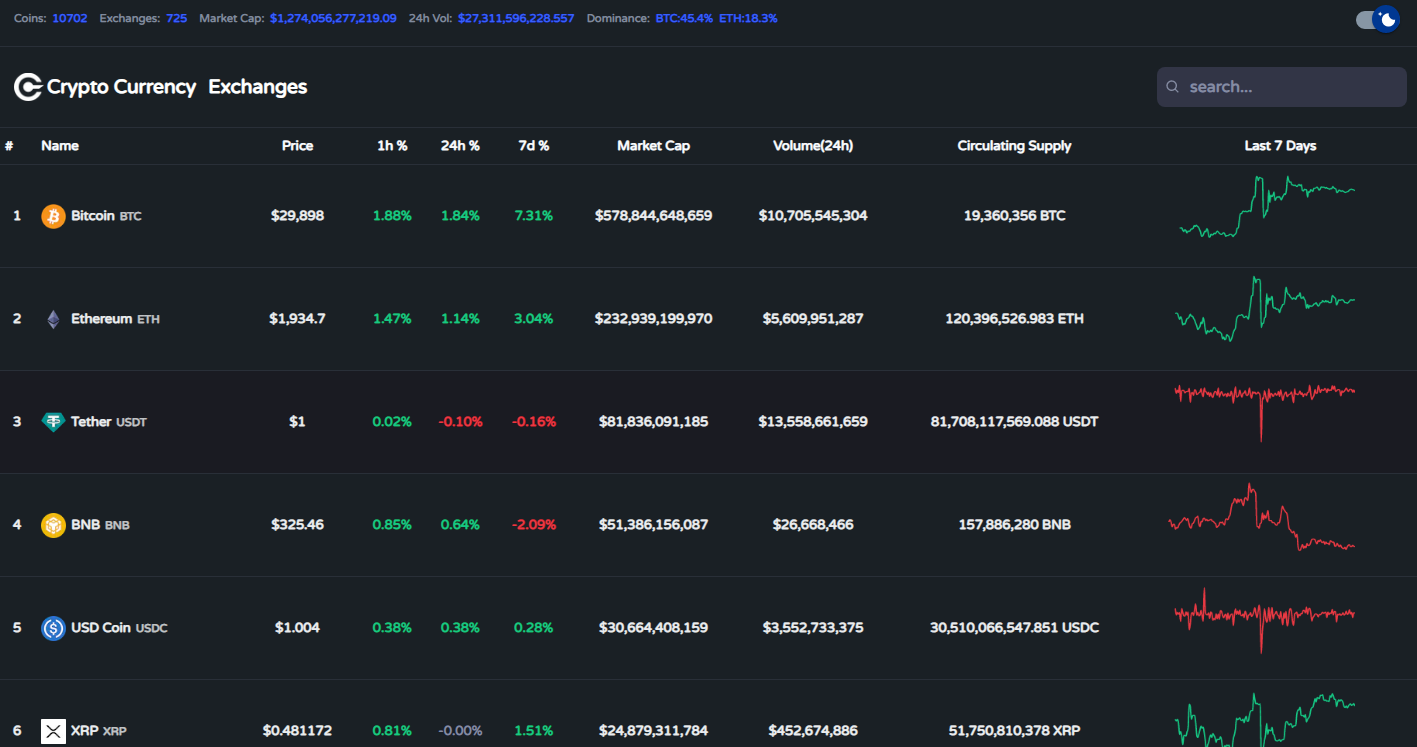 Coins: 10702 Exchanges: 725 Market Cap: $1,274,056,277,219.09 24h Vol: $27,311,596,228.557 Dominance: BTC:45.4% ETH:18.3%
Crypto Currency Exchanges search...
# Name Price 1h % 24h % 7d % Market Cap Volume(24h) Circulating Supply Last 7 Days
1 Bitcoin BTC $29,898 1.88% 1.84% 7.31% $578,844,648,659 $10,705,545,304 19,360,356 BTC
2 Ethereum ETH $1,934.7 1.47% 1.14% 3.04% $232,939,199,970 $5,609,951,287 120,396,526.983 ETH
3 Tether USDT $1 0.02% -0.10% -0.16% $81,836,091,185 $13,558,661,659 81,708,117,569.088 USDT
4 BNB BNB $325.46 0.85% 0.64% -2.09% $51,386,156,087 $26,668,466 157,886,280 BNB
5 USD Coin USDC $1.004 0.38% 0.38% 0.28% $30,664,408,159 $3,552,733,375 30,510,066,547.851 USDC
6 XRP XRP $0.481172 0.81% -0.00% 1.51% $24,879,311,784 $452,674,886 51,750,810,378 XRP